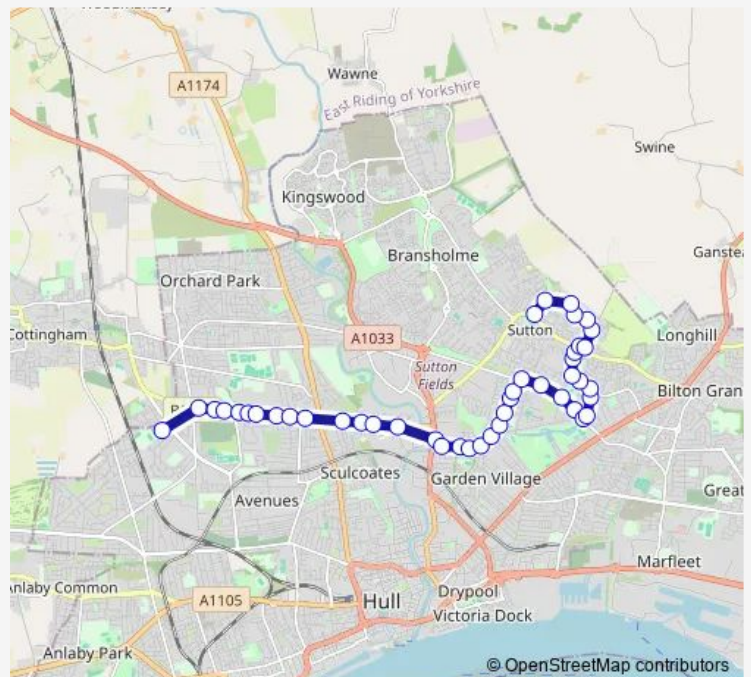 A1174
Wawne
East Riding of Yorkshire
Swine
Kingswood
Bransholme
Orchard Park
Cottingham
A1033
Sutton
Longhill
Sutton
Fields
Bilton Gran
Sculcoates
Garden Village
Avenues
Great
Marfleet
Anlaby Common
A1105
Hull
Drypool
Victoria Dock
Anlaby Park
© OpenStreetMap contributors